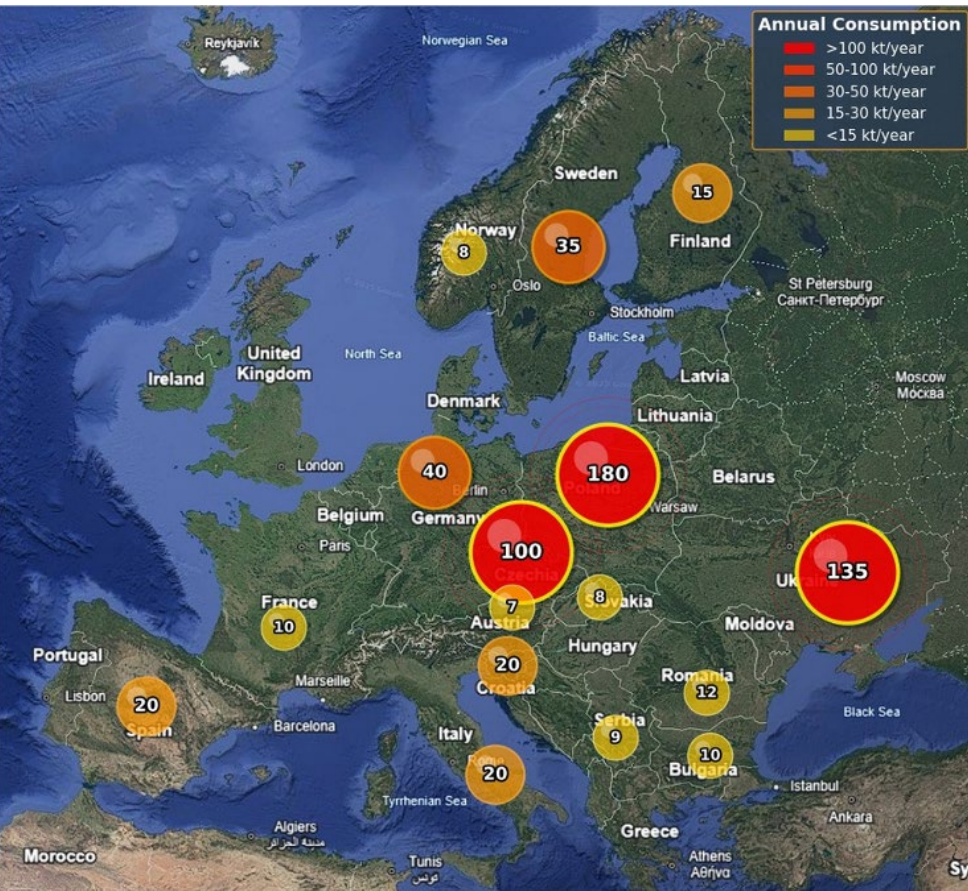 Annual Consumption
>100 kt/year
50-100 kt/year
30-50 kt/year
15-30 kt/year
<15 kt/year
Reykjavik
Norwegian Sea
Sweden
15
Norway
8
35
Finland
Oslo
St Petersburg
Санкт-Петербург
Stockholm
Baltic Sea
North Sea
United
Kingdom
Ireland
Latvia
Moscow
Москва
Denmark
Lithuania
London
40
180
Berlin
Poland
Belarus
Belgium
Germany
Warsaw
Paris
100
Czechia
135
Ukraine
France
10
7
Austria
8
Slovakia
Moldova
Hungary
Portugal
20
Croatia
Romania
12
Marseille
Lisbon
20
Spain
Barcelona
Black Sea
Italy
Serbia
9
10
Bulgaria
Rome
20
Istanbul
Tyrrhenian Sea
Ankara
Algiers
مدينة الجزائر
Greece
Morocco
Tunis
تونس
Athens
Αθήνα
Sy